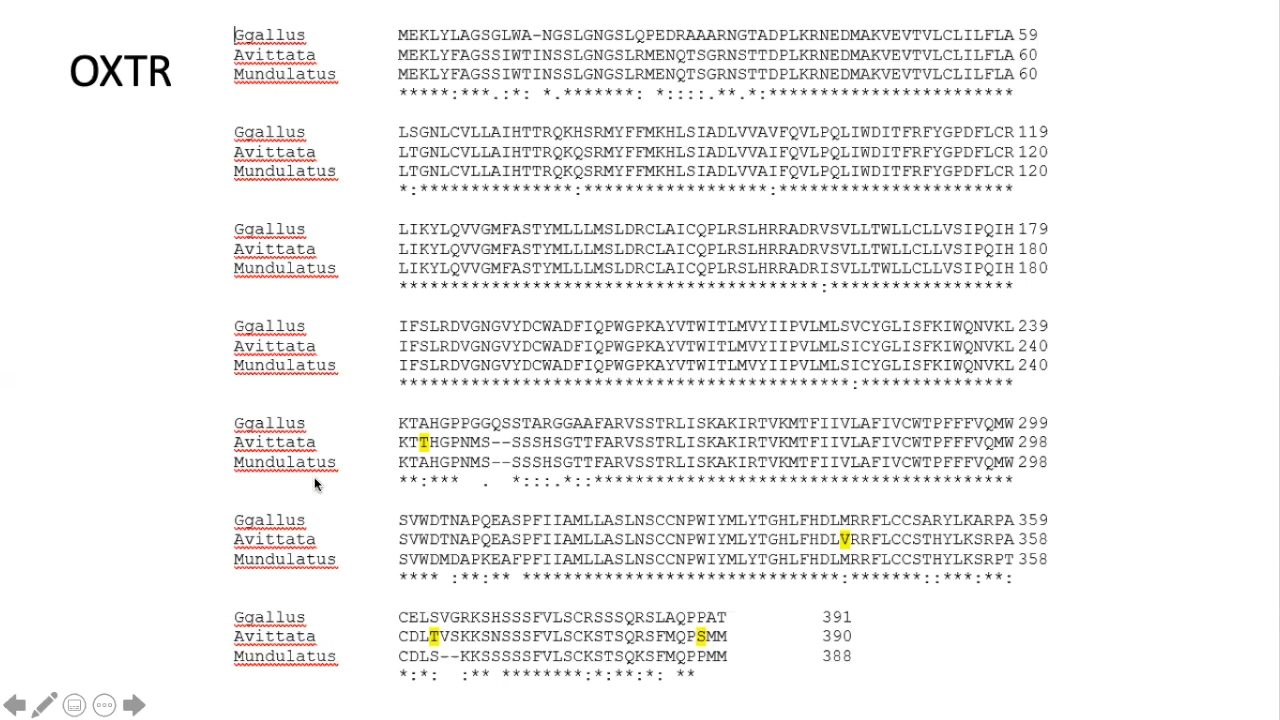 OXTR
Ggallus MEKLYLAGSGLWA-NGSLGNGSLQPEDRAAARNGTADPLKRNEDMAKVEVTVLCLILFLA 59
Avittata MEKLYFAGSSIWTINSSLGNGSLRMENQTSGRNSTTDPLKRNEDMAKVEVTVLCLILFLA 60
Mundulatus MEKLYFAGSSIWTINSSLGNGSLRMENQTSGRNSTTDPLKRNEDMAKVEVTVLCLILFLA 60
*****:***.:*: *.*******: *::::.**.*:************************
Ggallus LSGNLCVLLAIHTTRQKHSRMYFFMKHLSIADLVVAVFQVLPQLIWDITFRFYGPDFLCR 119
Avittata LTGNLCVLLAIHTTRQKQSRMYFFMKHLSIADLVVAIFQVLPQLIWDITFRFYGPDFLCR 120
Mundulatus LTGNLCVLLAIHTTRQKQSRMYFFMKHLSIADLVVAIFQVLPQLIWDITFRFYGPDFLCR 120
*:***************:******************:***********************
Ggallus LIKYLQVVGMFASTYMLLLMSLDRCLAICQPLRSLHRRADRVSVLLTWLLCLLVSIPQIH 179
Avittata LIKYLQVVGMFASTYMLLLMSLDRCLAICQPLRSLHRRADRVSVLLTWLLCLLVSIPQIH 180
Mundulatus LIKYLQVVGMFASTYMLLLMSLDRCLAICQPLRSLHRRADRISVLLTWLLCLLVSIPQIH 180
*****************************************:******************
Ggallus IFSLRDVGNGVYDCWADFIQPWGPKAYVTWITLMVYIIPVLMLSVCYGLISFKIWQNVKL 239
Avittata IFSLRDVGNGVYDCWADFIQPWGPKAYVTWITLMVYIIPVLMLSICYGLISFKIWQNVKL 240
Mundulatus IFSLRDVGNGVYDCWADFIQPWGPKAYVTWITLMVYIIPVLMLSICYGLISFKIWQNVKL 240
********************************************:***************
Ggallus KTAHGPPGGQSSTARGGAAFARVSSTRLISKAKIRTVKMTFIIVLAFIVCWTPFFFVQMW 299
Avittata KTTHGPNMS--SSSHSGTTFARVSSTRLISKAKIRTVKMTFIIVLAFIVCWTPFFFVQMW 298
Mundulatus KTAHGPNMS--SSSHSGTTFARVSSTRLISKAKIRTVKMTFIIVLAFIVCWTPFFFVQMW 298
**:***  .  *:::.*::*****************************************
Ggallus SVWDTNAPQEASPFIIAMLLASLNSCCNPWIYMLYTGHLFHDLMRRFLCCSARYLKARPA 359
Avittata SVWDTNAPQEASPFIIAMLLASLNSCCNPWIYMLYTGHLFHDLVRRFLCCSTHYLKSRPA 358
Mundulatus SVWDMDAPKEAFPFIIAMLLASLNSCCNPWIYMLYTGHLFHDLMRRFLCCSTHYLKSRPT 358
**** :**:** *******************************:*******::***:**:
Ggallus CELSVGRKSHSSSFVLSCRSSSQRSLAQPPAT 391
Avittata CDLTVSKKSNSSSFVLSCKSTSQRSFMQPSMM 390
Mundulatus CDLS--KKSSSSSFVLSCKSTSQKSFMQPPMM 388
*:*:  :** ********:*:**:*: **